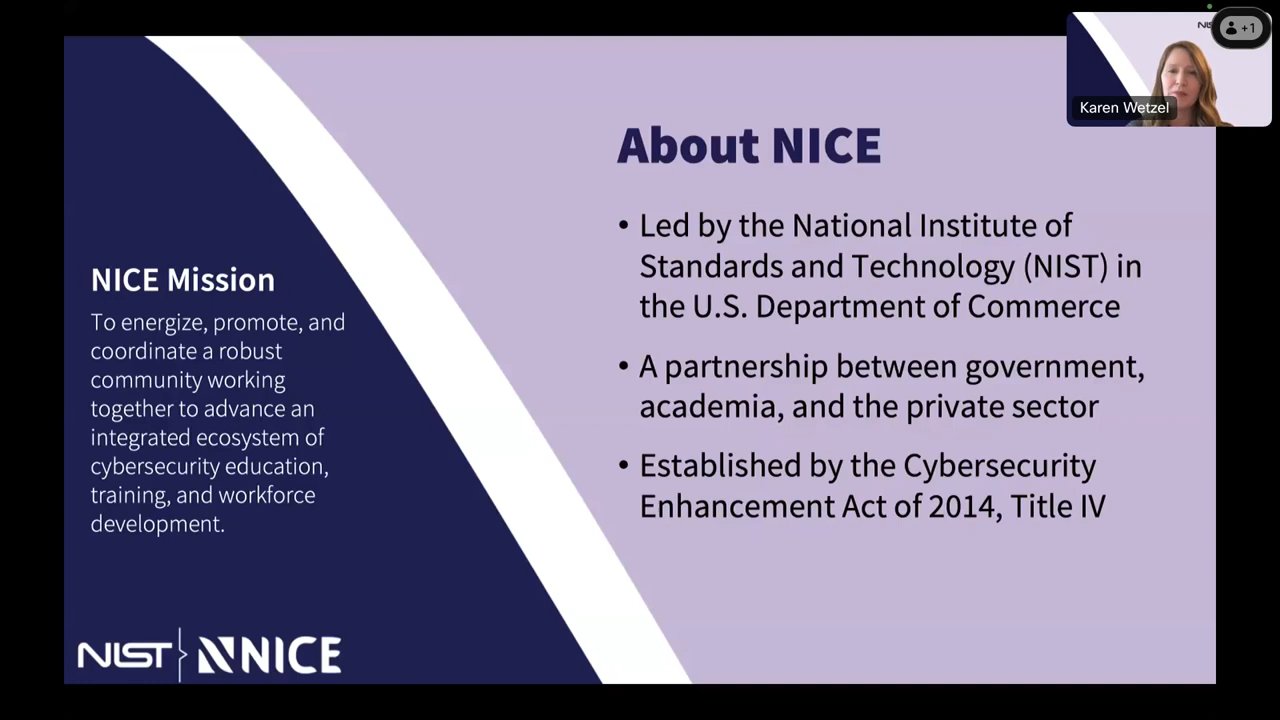 About NICE
• Led by the National Institute of
Standards and Technology (NIST) in
the U.S. Department of Commerce
• A partnership between government,
academia, and the private sector
• Established by the Cybersecurity
Enhancement Act of 2014, Title IV
NICE Mission
To energize, promote, and
coordinate a robust
community working
together to advance an
integrated ecosystem of
cybersecurity education,
training, and workforce
development.
NIST
NICE
+1
Karen Wetzel